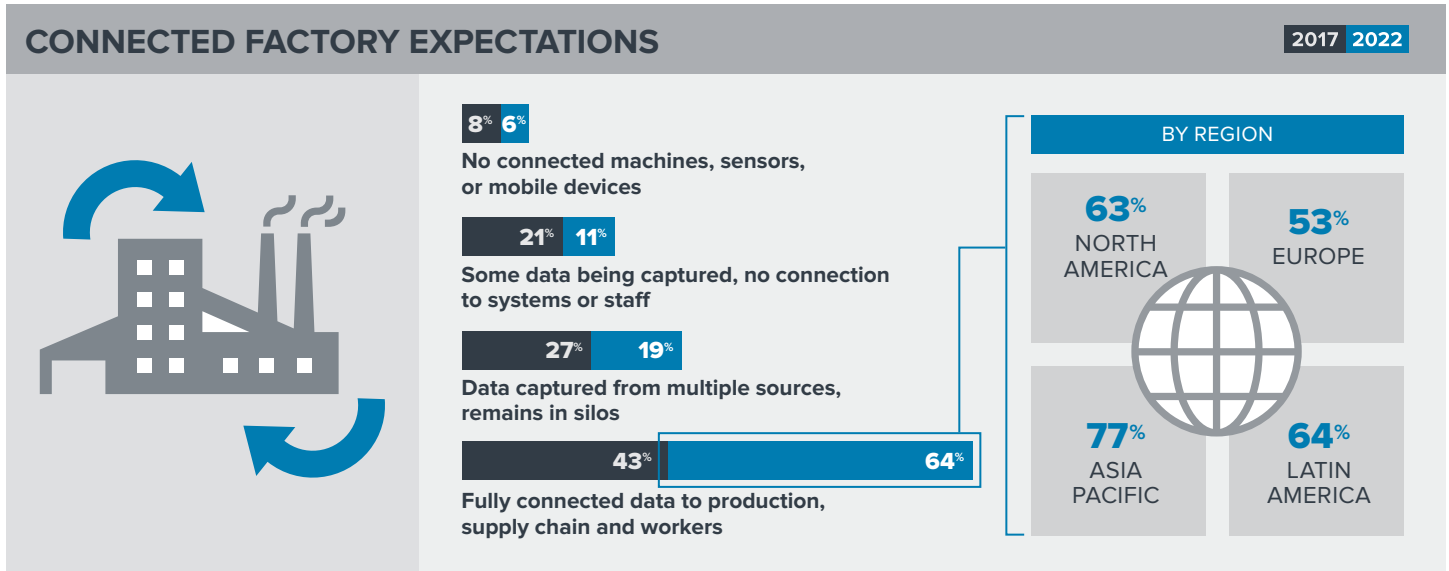 CONNECTED FACTORY EXPECTATIONS
2017 2022
8% 6%
No connected machines, sensors,
or mobile devices
21% 11%
Some data being captured, no connection
to systems or staff
27% 19%
Data captured from multiple sources,
remains in silos
43% 64%
Fully connected data to production,
supply chain and workers
BY REGION
63%
NORTH
AMERICA
53%
EUROPE
77%
ASIA
PACIFIC
64%
LATIN
AMERICA